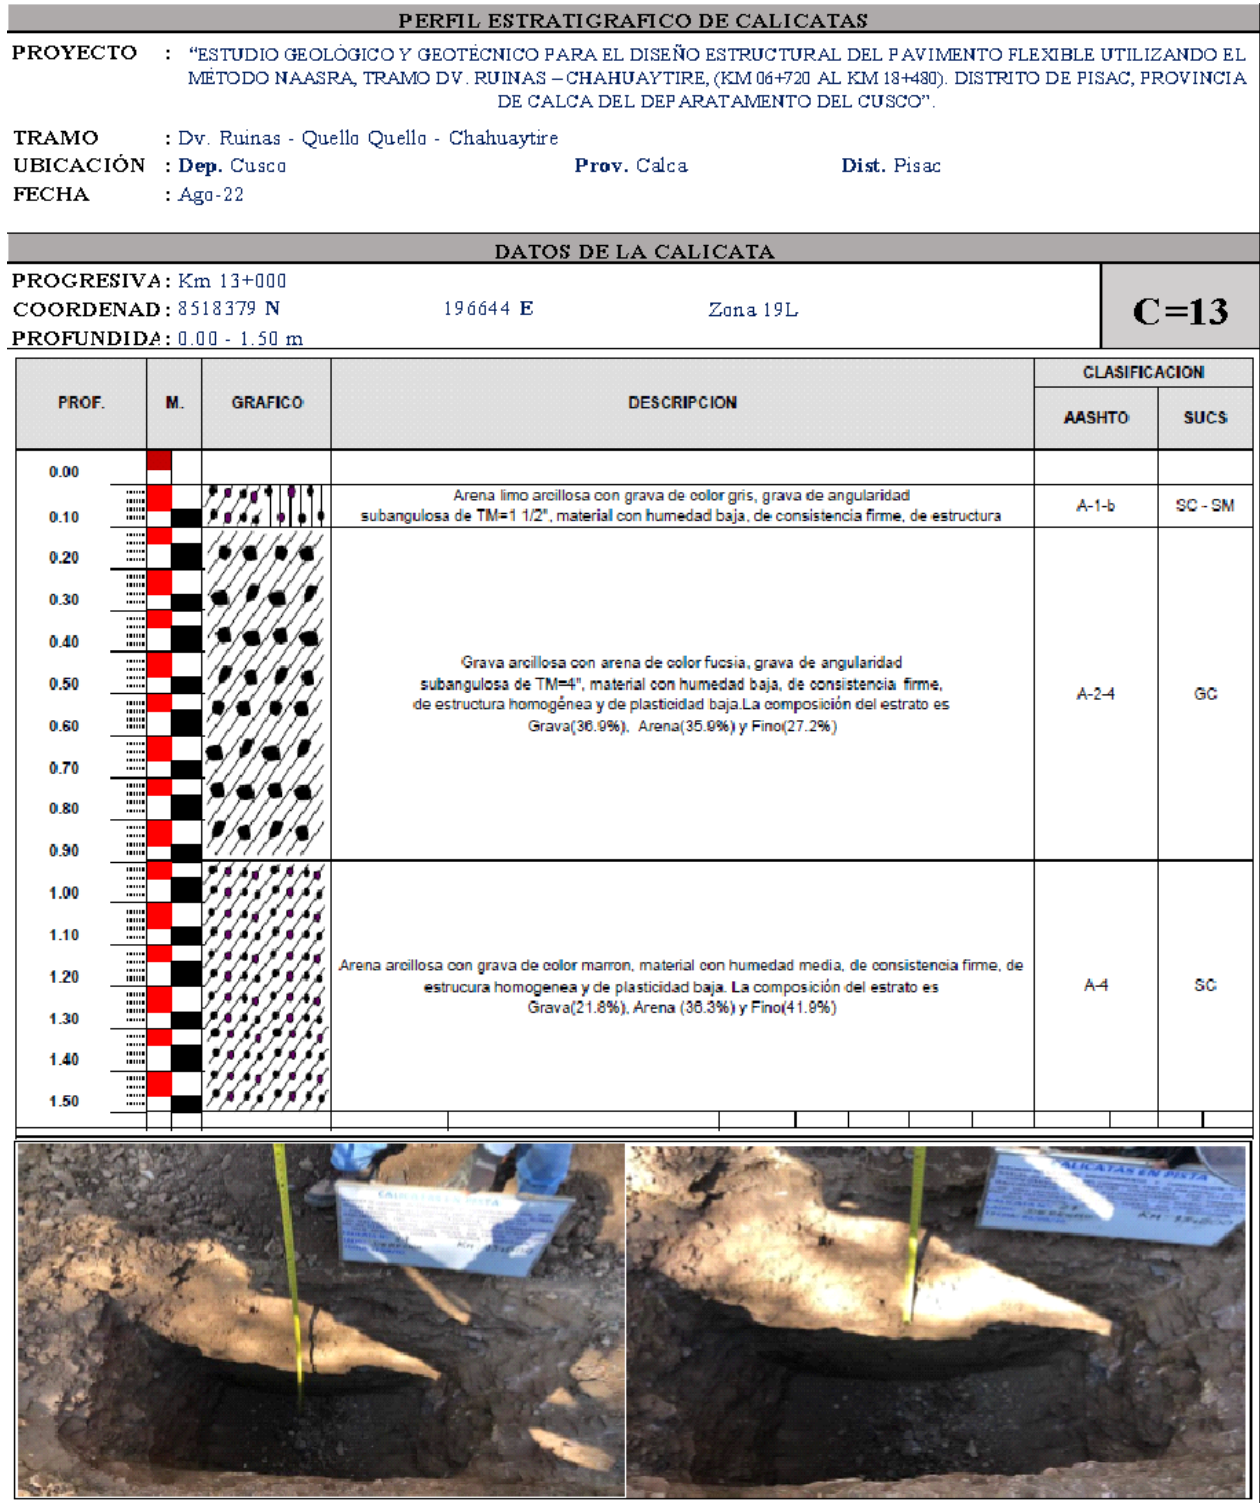 PERFIL ESTRATIGRAFICO DE CALICATAS
PROYECTO : “ESTUDIO GEOLÓGICO Y GEOTÉCNICO PARA EL DISEÑO ESTRUCTURAL DEL PAVIMENTO FLEXIBLE UTILIZANDO EL
MÉTODO NAASRA, TRAMO DV. RUINAS – CHAHUAYTIRE, (KM 06+720 AL KM 18+480). DISTRITO DE PISAC, PROVINCIA
DE CALCA DEL DEPARATAMENTO DEL CUSCO”.
TRAMO : Dv. Ruinas - Quello Quello - Chahuaytire
UBICACIÓN : Dep. Cusco Prov. Calca Dist. Pisac
FECHA : Ago-22
DATOS DE LA CALICATA
PROGRESIVA: Km 13+000
COORDENAD: 8518379 N 196644 E Zona 19L
PROFUNDIDA: 0.00 - 1.50 m
C=13
PROF. M. GRAFICO DESCRIPCION CLASIFICACION
AASHTO SUCS
0.00
0.10
Arena limo arcillosa con grava de color gris, grava de angularidad
subangulosa de TM=1 1/2", material con humedad baja, de consistencia firme, de estructura
A-1-b SC - SM
0.20
0.30
0.40
0.50
0.60
0.70
0.80
0.90
Grava arcillosa con arena de color fucsia, grava de angularidad
subangulosa de TM=4", material con humedad baja, de consistencia firme,
de estructura homogénea y de plasticidad baja.La composición del estrato es
Grava(36.9%), Arena(35.9%) y Fino(27.2%)
A-2-4 GC
1.00
1.10
1.20
1.30
1.40
1.50
Arena arcillosa con grava de color marron, material con humedad media, de consistencia firme, de
estrucura homogenea y de plasticidad baja. La composición del estrato es
Grava(21.8%), Arena (36.3%) y Fino(41.9%)
A-4 SC
CALICATAS EN PISTA
CALICATAS EN PISTA